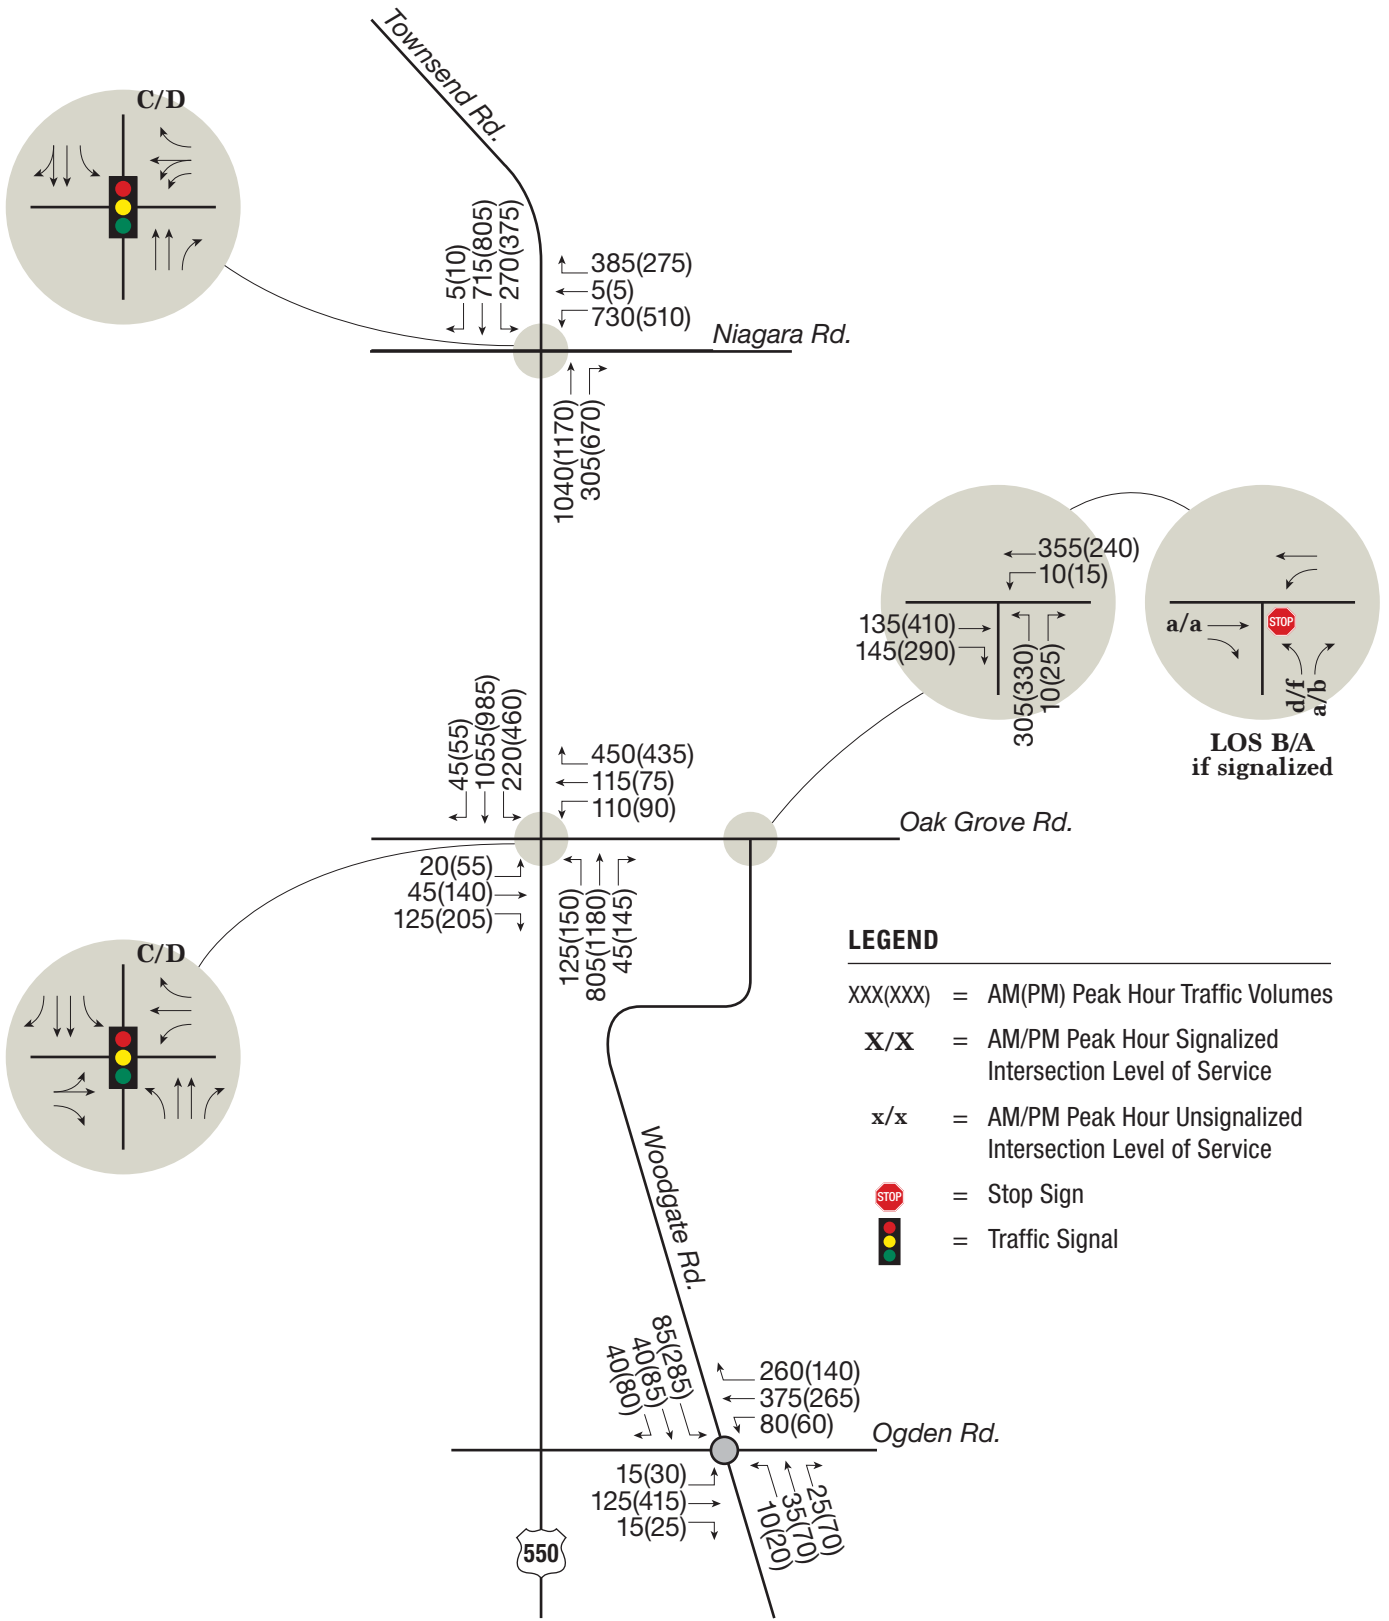 Townsend Rd.
C/D
5(10)
715(805)
270(375)
385(275)
5(5)
730(510)
Niagara Rd.
1040(1170)
305(670)
355(240)
10(15)
135(410)
145(290)
305(330)
10(25)
a/a
STOP
d/f
a/b
LOS B/A
if signalized
45(55)
1055(985)
220(460)
450(435)
115(75)
110(90)
Oak Grove Rd.
20(55)
45(140)
125(205)
125(150)
805(1180)
45(145)
C/D
LEGEND
XXX(XXX) = AM(PM) Peak Hour Traffic Volumes
X/X = AM/PM Peak Hour Signalized
Intersection Level of Service
x/x = AM/PM Peak Hour Unsignalized
Intersection Level of Service
STOP = Stop Sign
= Traffic Signal
Woodgate Rd.
40(80)
40(85)
85(285)
260(140)
375(265)
80(60)
Ogden Rd.
15(30)
125(415)
15(25)
10(20)
35(70)
25(70)
550